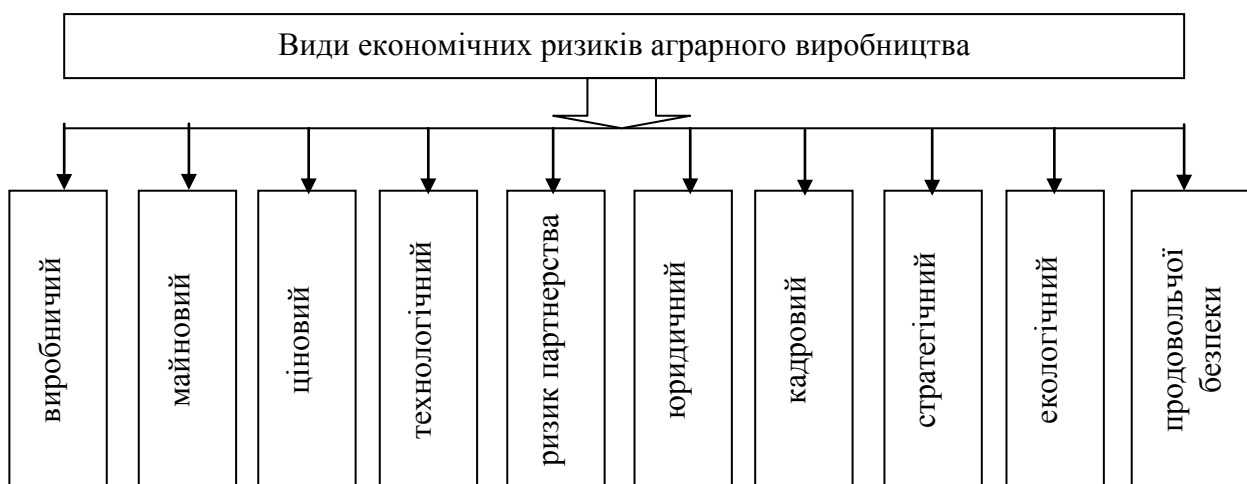 Види економічних ризиків аграрного виробництва
виробничий
майновий
ціновий
технологічний
ризик партнерства
юридичний
кадровий
стратегічний
екологічний
продовольчої
безпеки